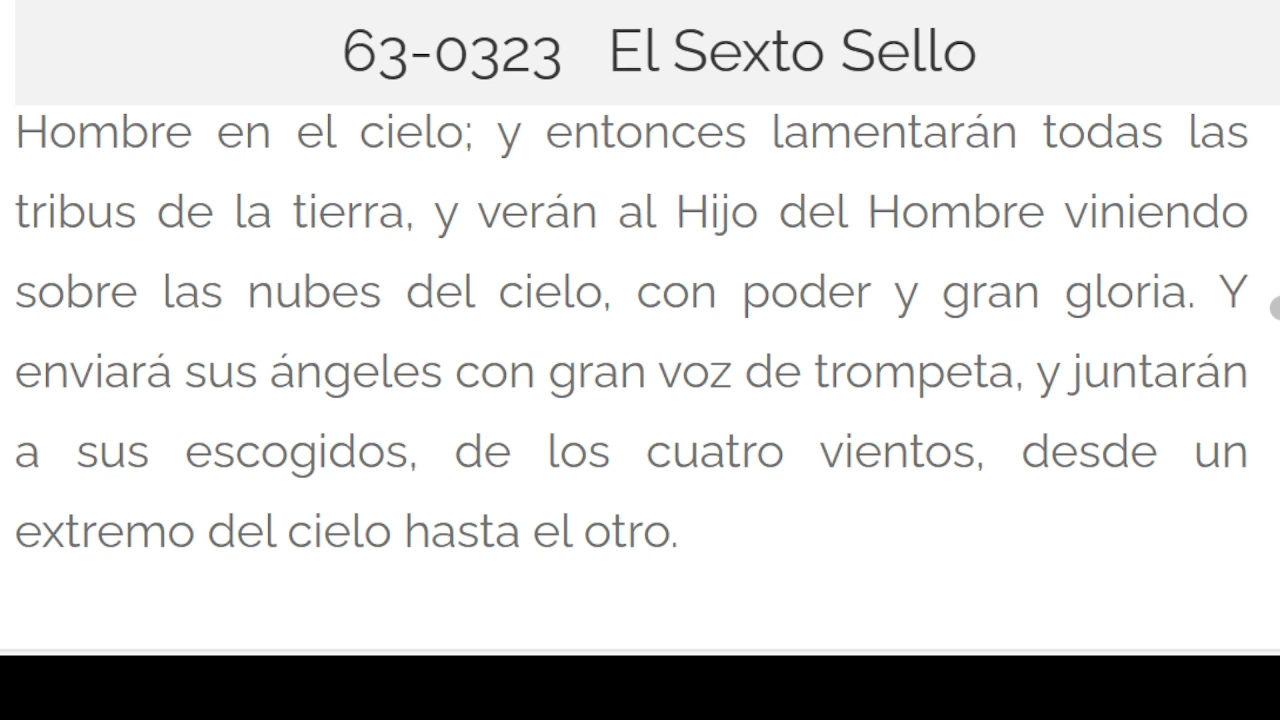 63-0323 El Sexto Sello
Hombre en el cielo; y entonces lamentarán todas las
tribus de la tierra, y verán al Hijo del Hombre viniendo
sobre las nubes del cielo, con poder y gran gloria. Y
enviará sus ángeles con gran voz de trompeta, y juntarán
a sus escogidos, de los cuatro vientos, desde un
extremo del cielo hasta el otro.